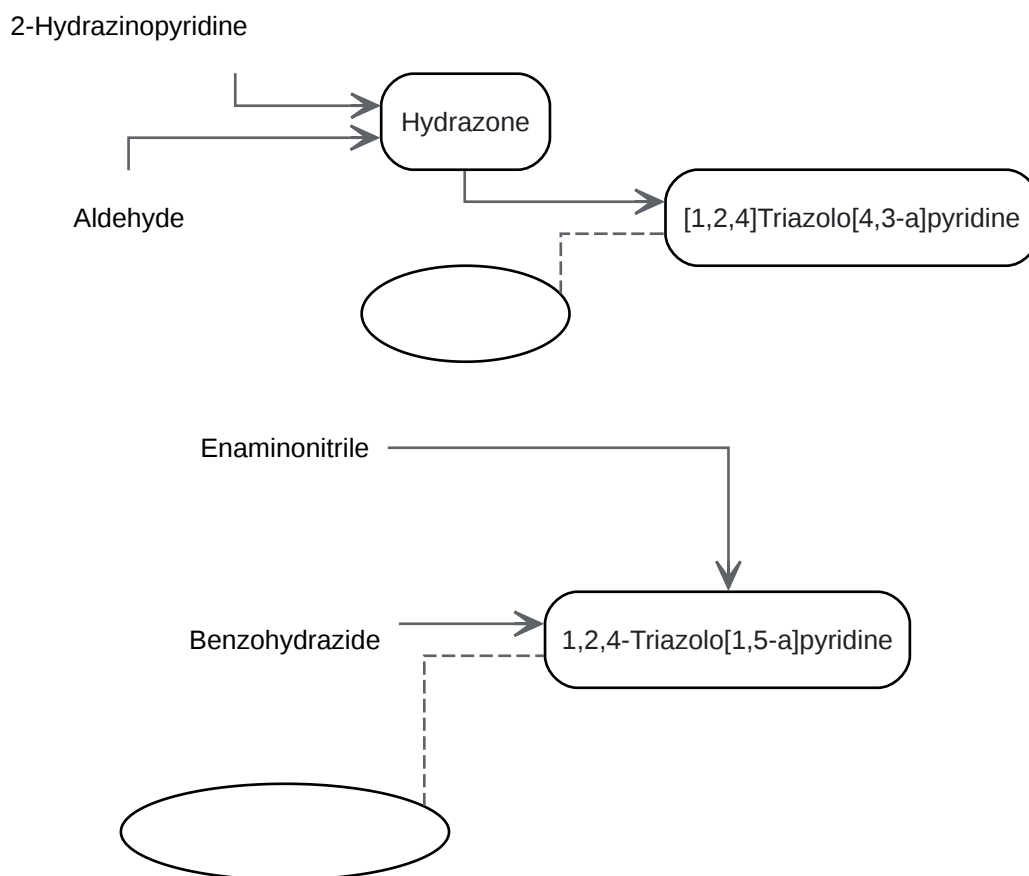 2-Hydrazinopyridine
Hydrazone
Aldehyde
[1,2,4]Triazolo[4,3-a]pyridine
Enaminonitrile
Benzohydrazide
1,2,4-Triazolo[1,5-a]pyridine